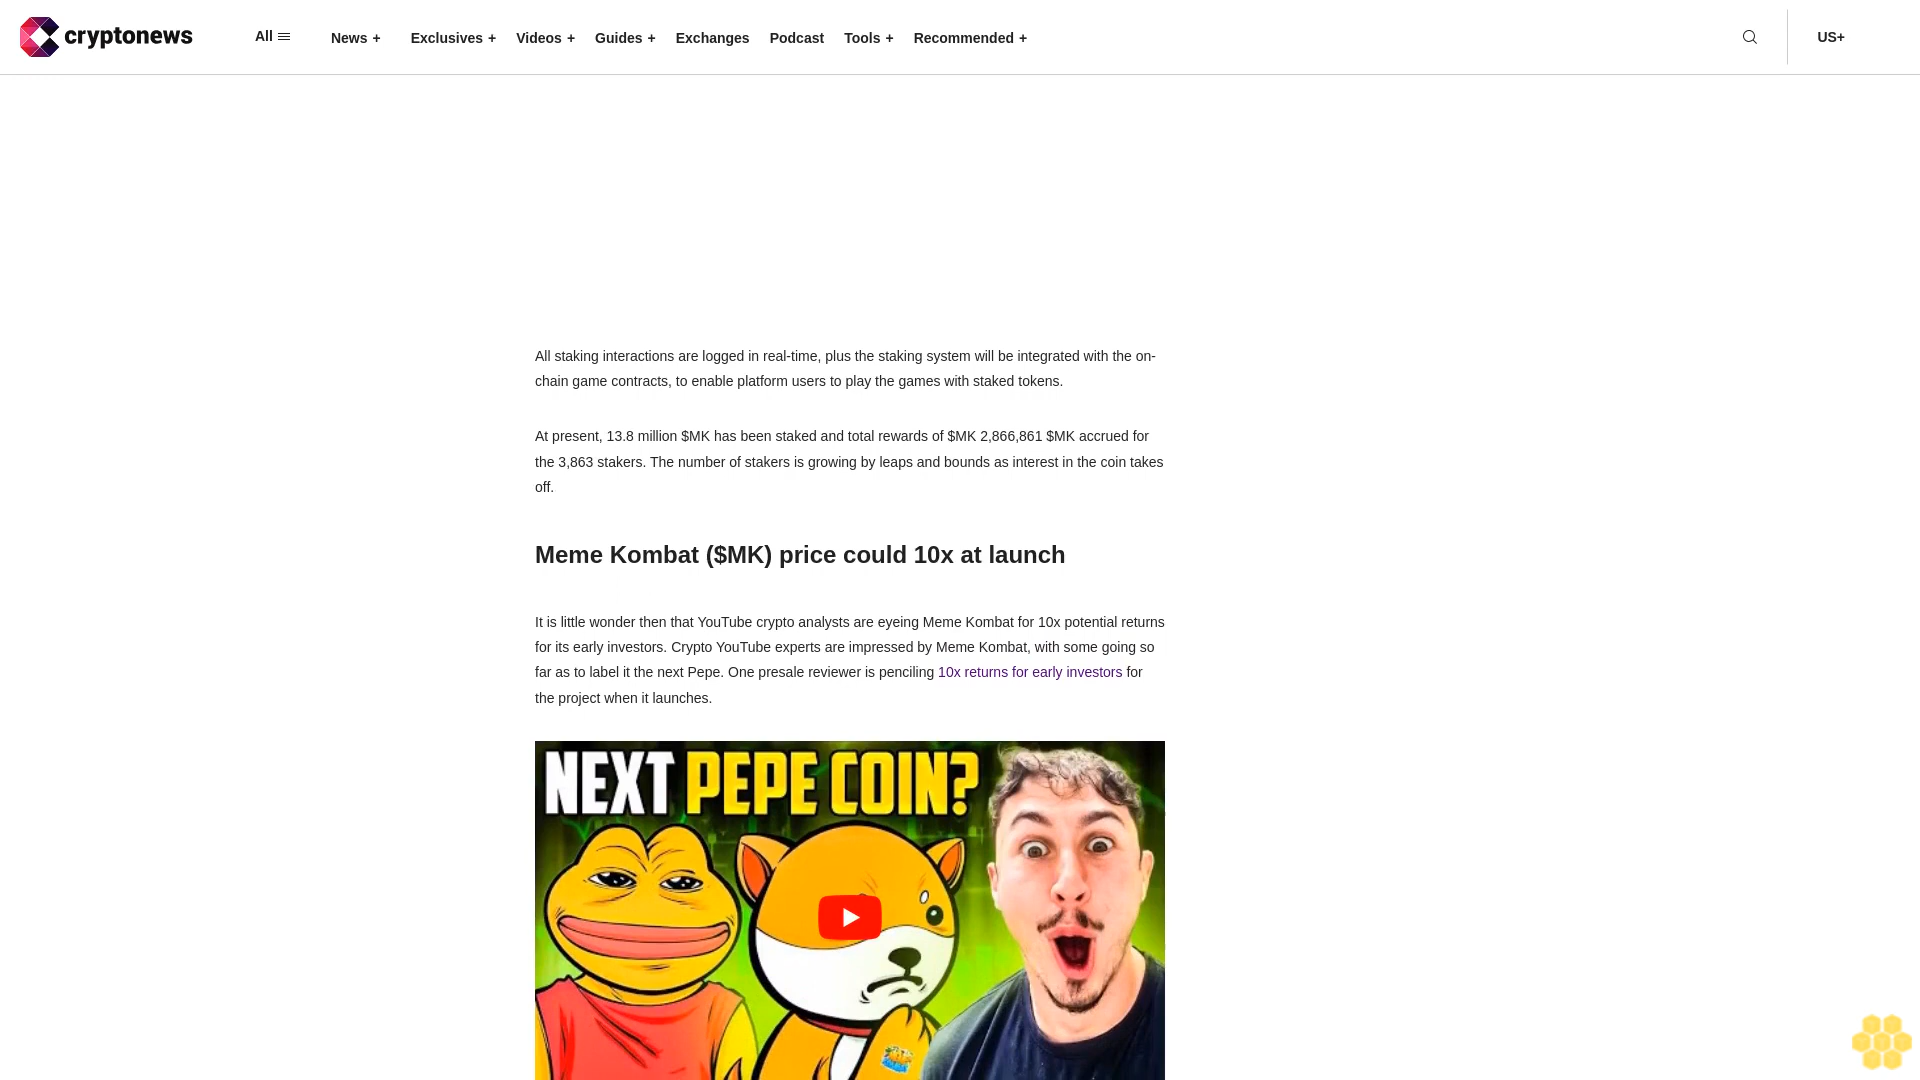 cryptonews
All
News +
Exclusives +
Videos +
Guides +
Exchanges
Podcast
Tools +
Recommended +
US+
All staking interactions are logged in real-time, plus the staking system will be integrated with the on-
chain game contracts, to enable platform users to play the games with staked tokens.
At present, 13.8 million $MK has been staked and total rewards of $MK 2,866,861 $MK accrued for
the 3,863 stakers. The number of stakers is growing by leaps and bounds as interest in the coin takes
off.
Meme Kombat ($MK) price could 10x at launch
It is little wonder then that YouTube crypto analysts are eyeing Meme Kombat for 10x potential returns
for its early investors. Crypto YouTube experts are impressed by Meme Kombat, with some going so
far as to label it the next Pepe. One presale reviewer is penciling 10x returns for early investors for
the project when it launches.
NEXT PEPE COIN?